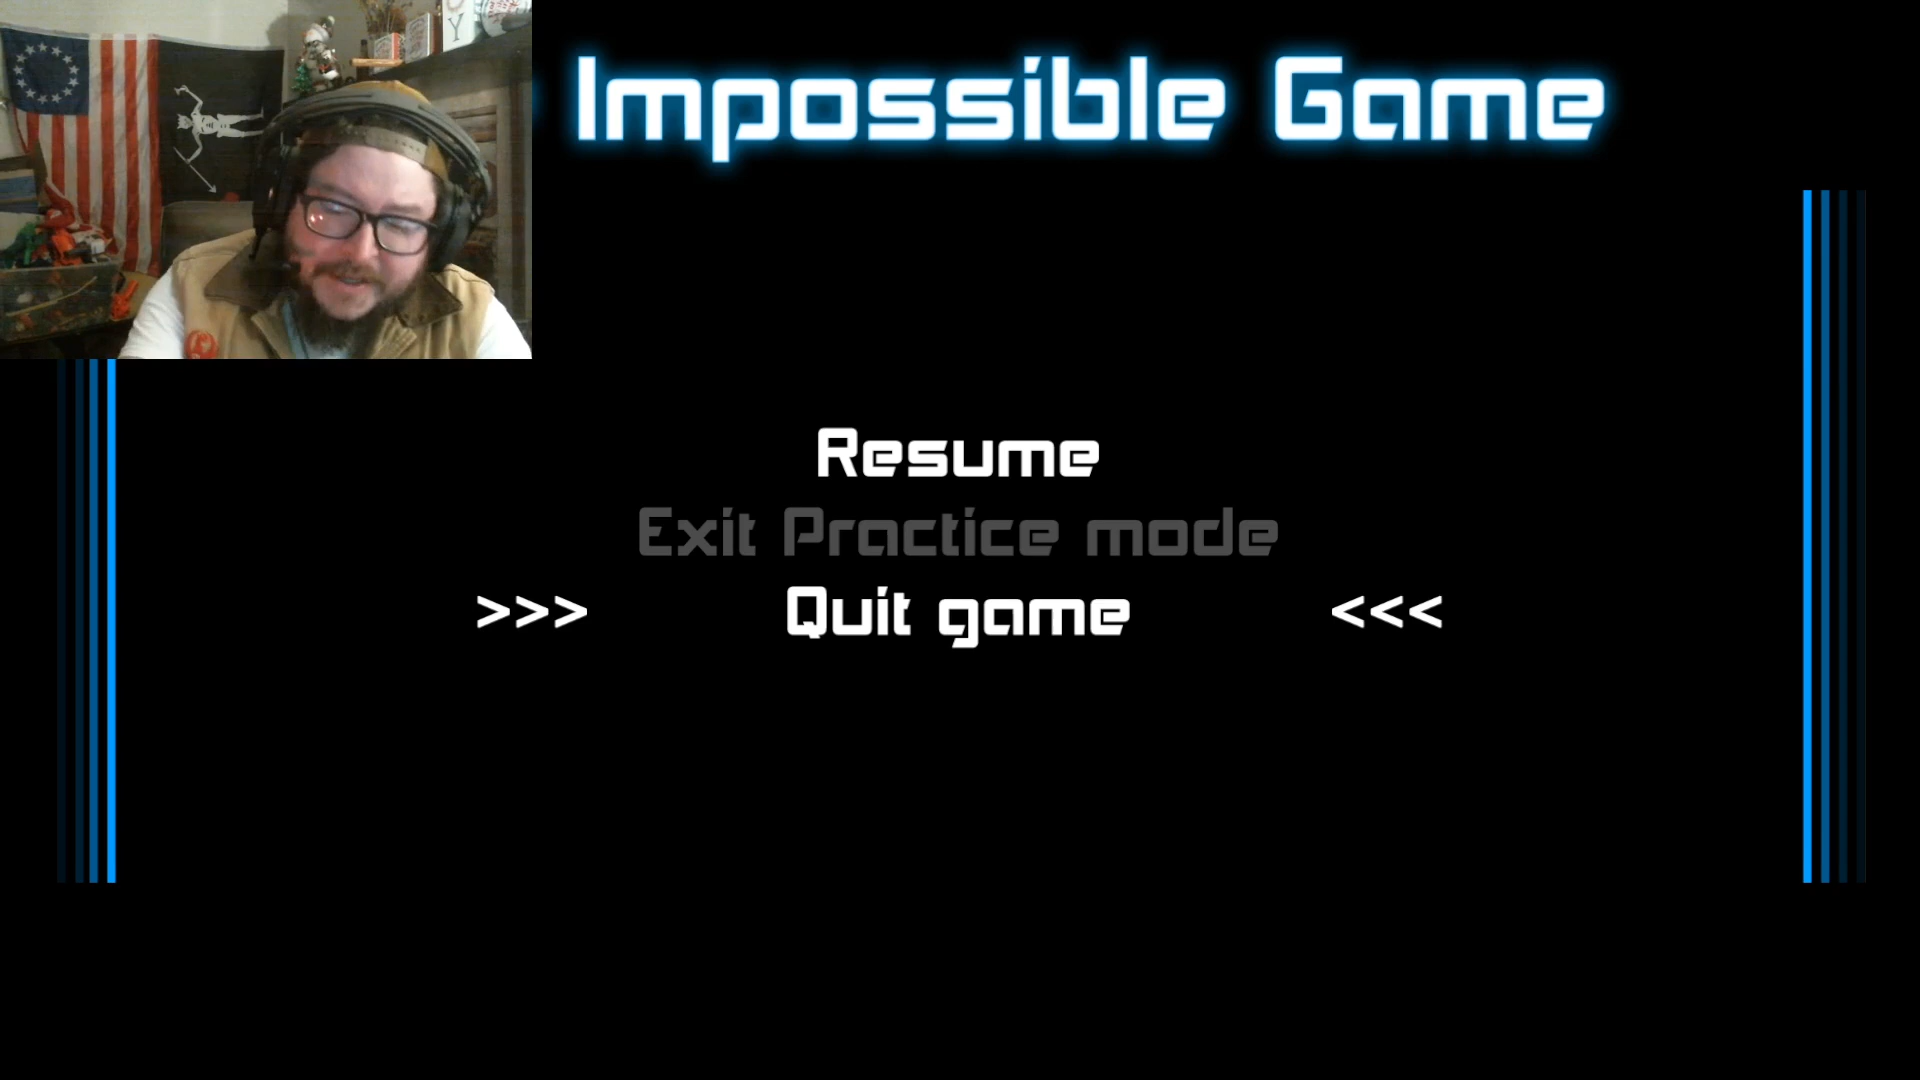 Impossible Game
Resume
Exit Practice mode
>>> Quit game <<<
Y